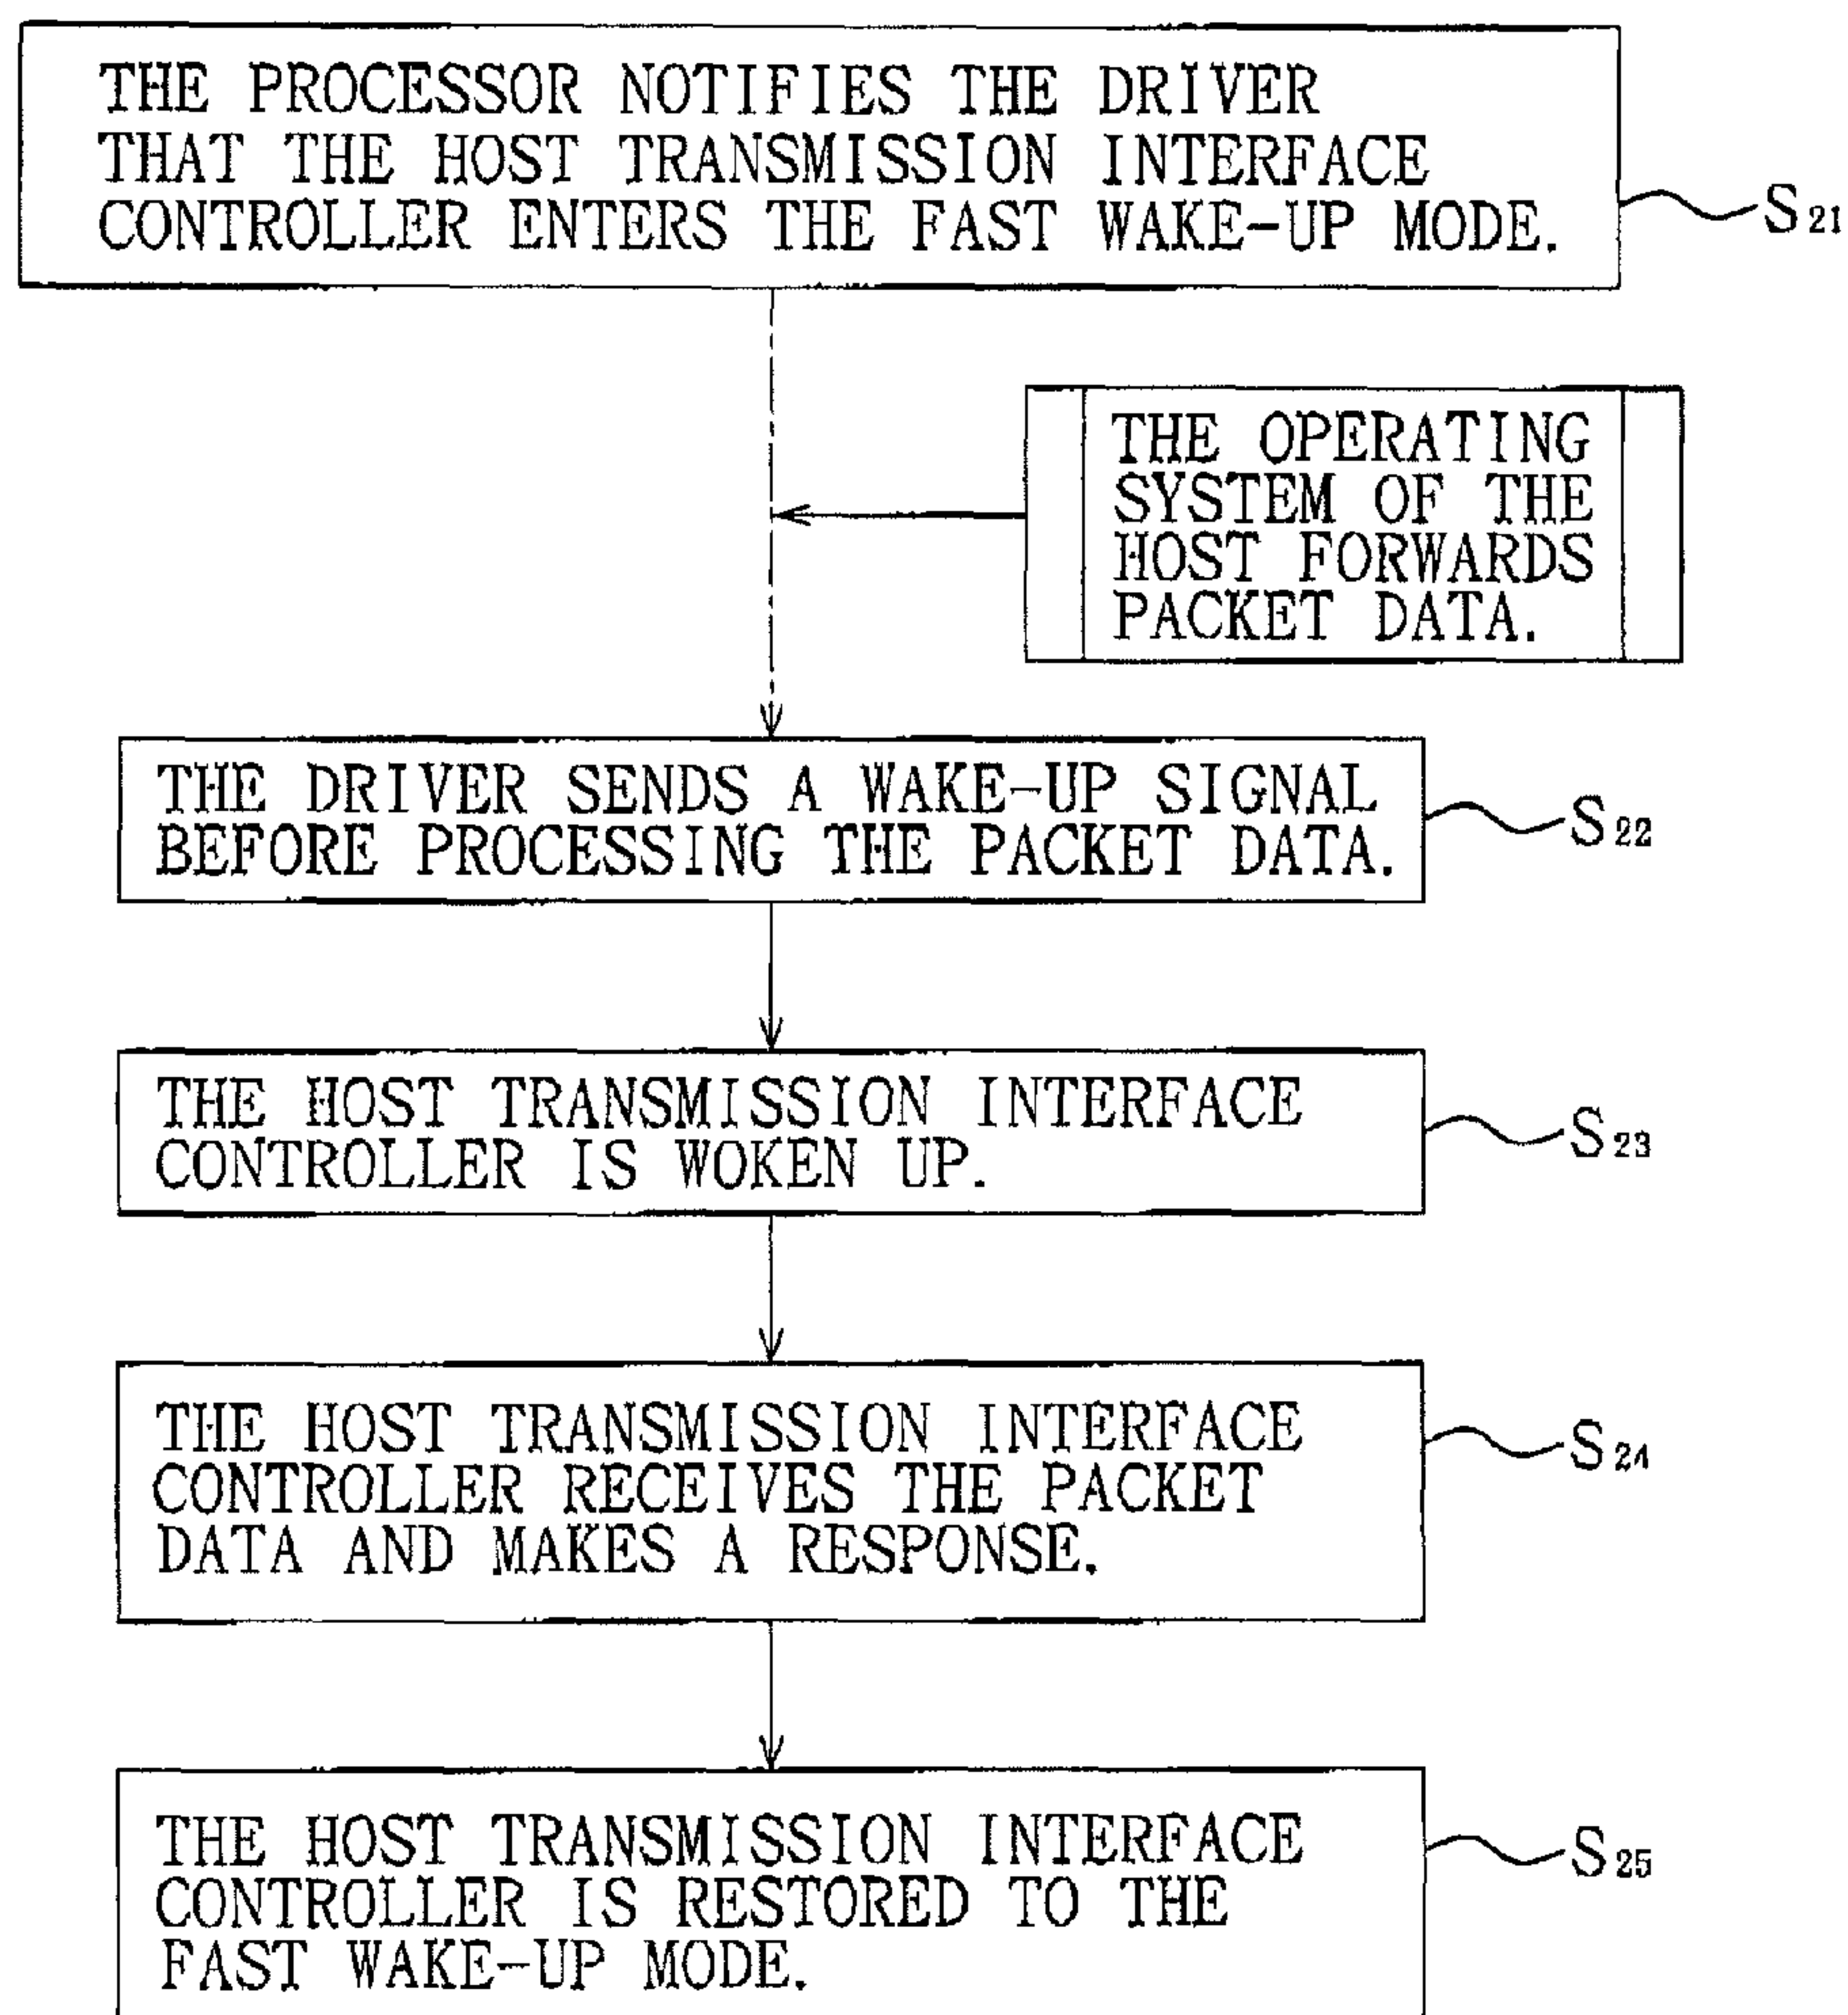 THE PROCESSOR NOTIFIES THE DRIVER
THAT THE HOST TRANSMISSION INTERFACE
CONTROLLER ENTERS THE FAST WAKE-UP MODE.
S21
THE OPERATING
SYSTEM OF THE
HOST FORWARDS
PACKET DATA.
THE DRIVER SENDS A WAKE-UP SIGNAL
BEFORE PROCESSING THE PACKET DATA.
S22
THE HOST TRANSMISSION INTERFACE
CONTROLLER IS WOKEN UP.
S23
THE HOST TRANSMISSION INTERFACE
CONTROLLER RECEIVES THE PACKET
DATA AND MAKES A RESPONSE.
S24
THE HOST TRANSMISSION INTERFACE
CONTROLLER IS RESTORED TO THE
FAST WAKE-UP MODE.
S25